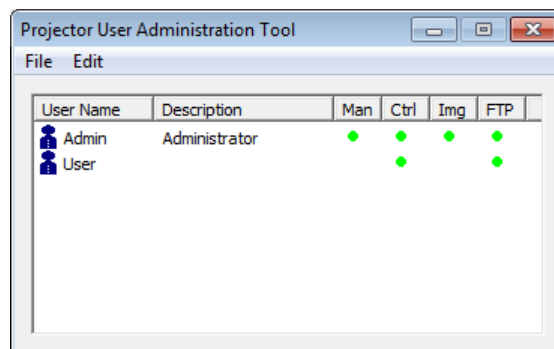 Projector User Administration Tool
File Edit
User Name Description Man Ctrl Img FTP
Admin Administrator
User